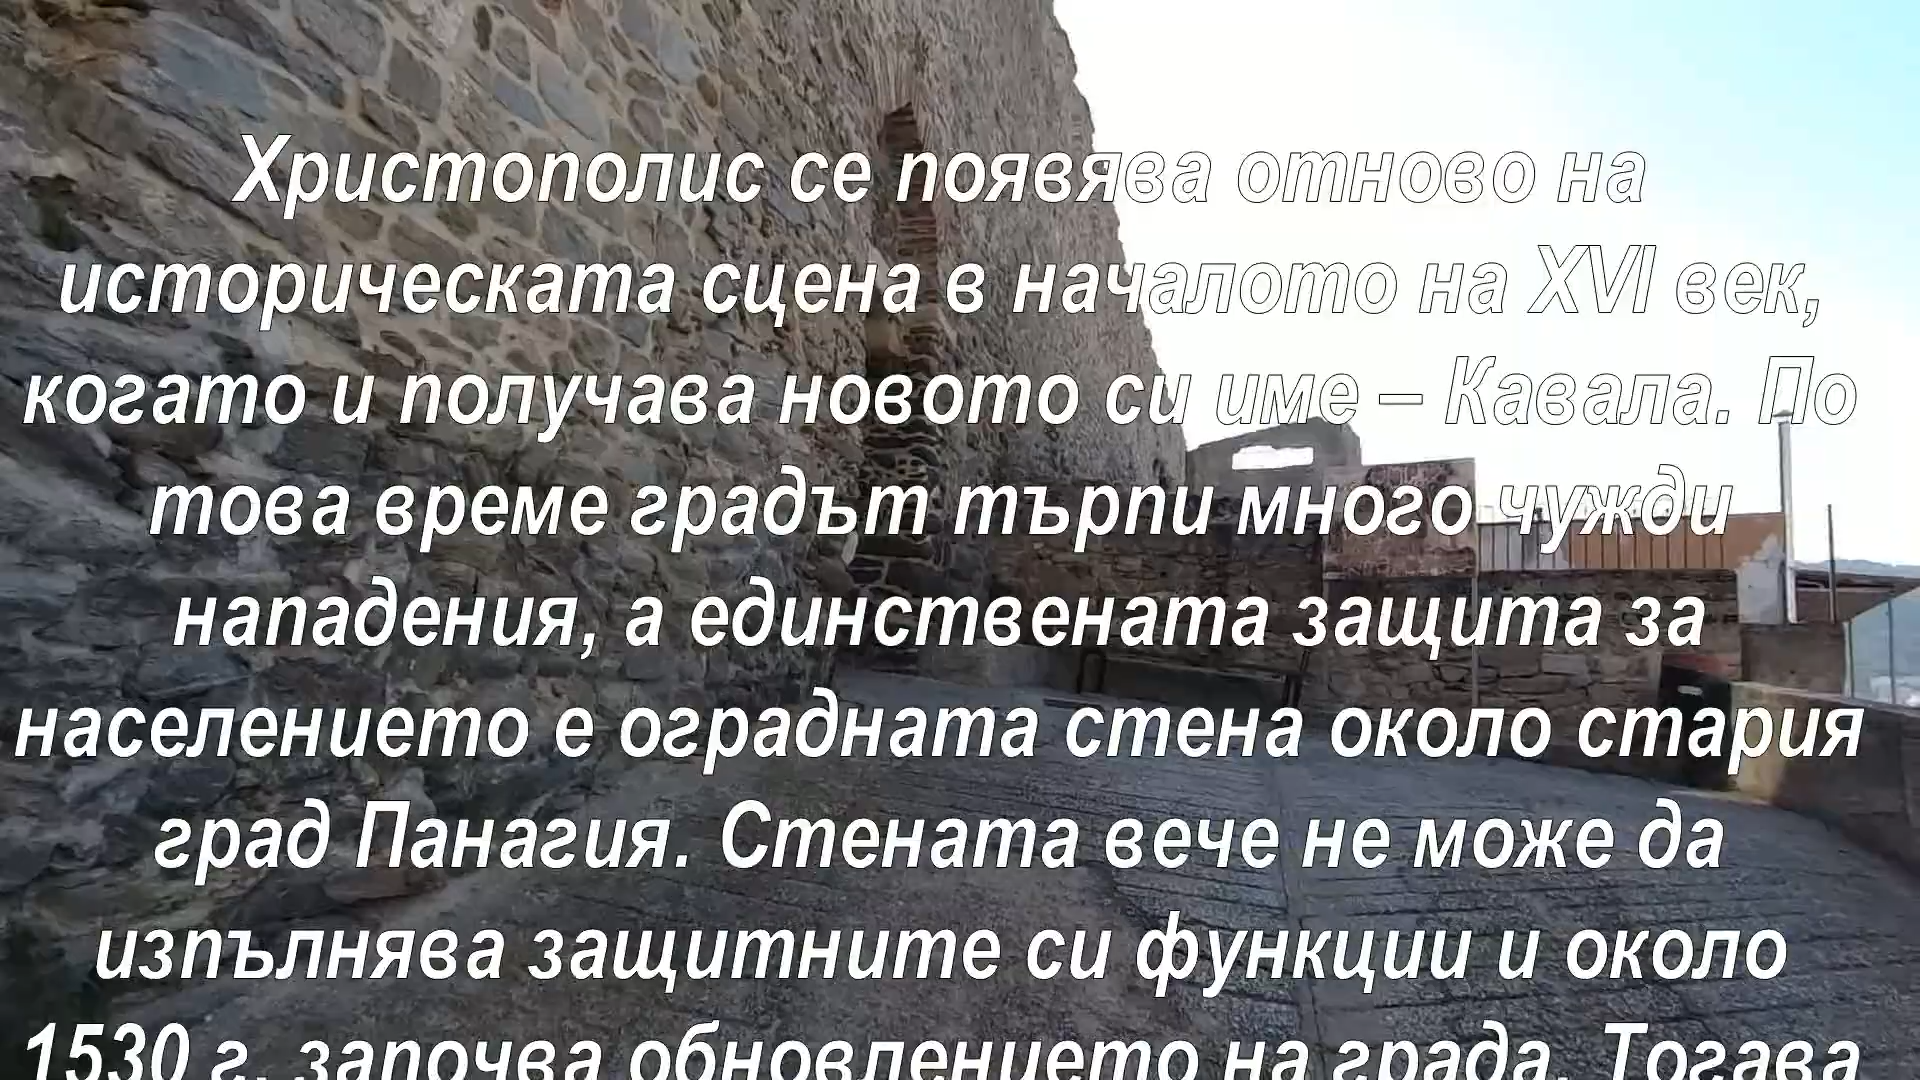 Христополис се появява отново на
историческата сцена в началото на XVI век,
когато и получава новото си име – Кавала. По
това време градът търпи много чужди
нападения, а единствената защита за
населението е оградната стена около стария
град Панагия. Стената вече не може да
изпълнява защитните си функции и около
1530 г. започва обновлението на града. Тогава